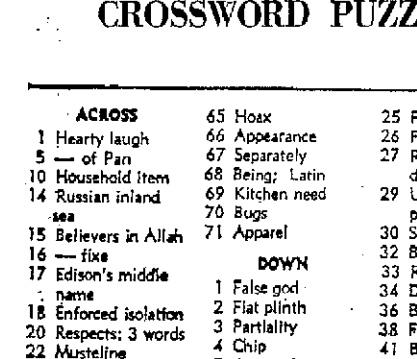 CROSSWORD PUZZ
ACROSS
1 Hearty laugh
5 — of Pan
10 Household item
14 Russian inland
sea
15 Believers in Allah
16 — fixe
17 Edison's middle
name
18 Enforced isolation
20 Respects: 3 words
22 Musteline
65 Hoax
66 Appearance
67 Separately
68 Being; Latin
69 Kitchen need
70 Bugs
71 Apparel
DOWN
1 False god
2 Flat plinth
3 Partiality
4 Chip
25 F
26 F
27 R
d
29 U
p
30 S
32 B
33 R
34 D
36 B
38 F
41 B